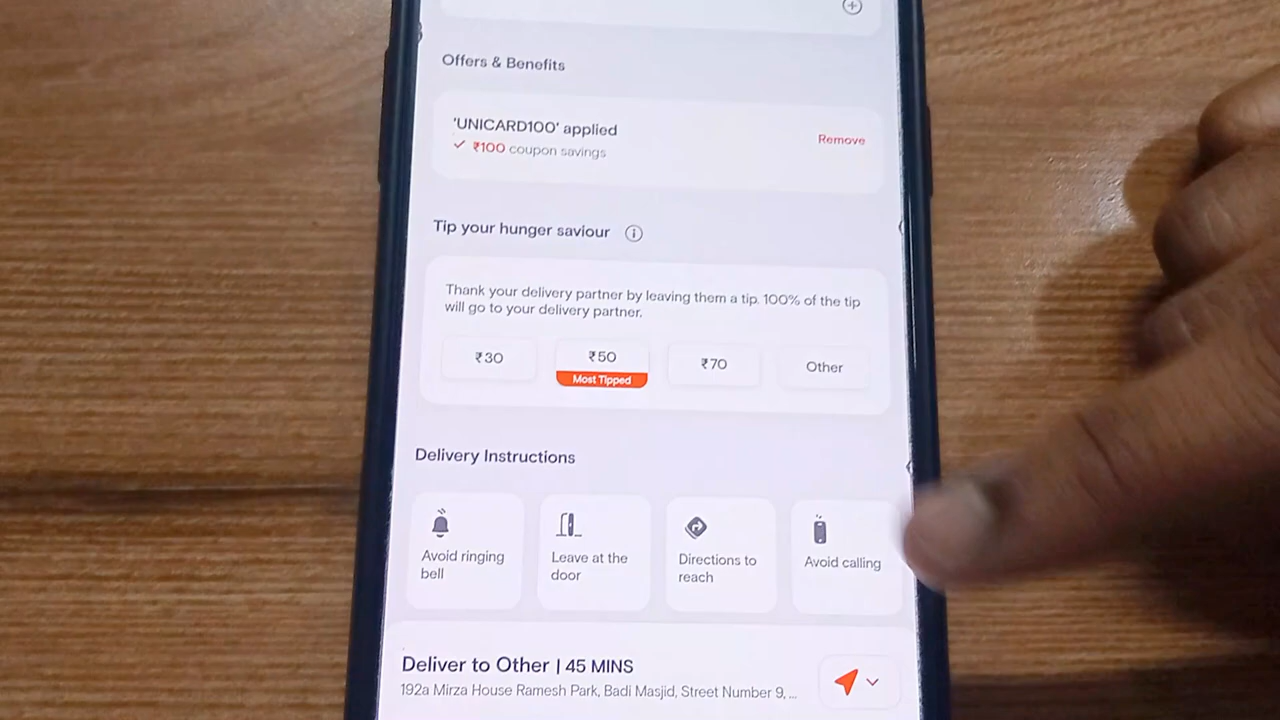 Offers & Benefits
'UNICARD100' applied
₹100 coupon savings
Remove
Tip your hunger saviour
Thank your delivery partner by leaving them a tip. 100% of the tip
will go to your delivery partner.
₹30
₹50
Most Tipped
₹70
Other
Delivery Instructions
Avoid ringing
bell
Leave at the
door
Directions to
reach
Avoid calling
Deliver to Other | 45 MINS
192a Mirza House Ramesh Park, Badi Masjid, Street Number 9, ...